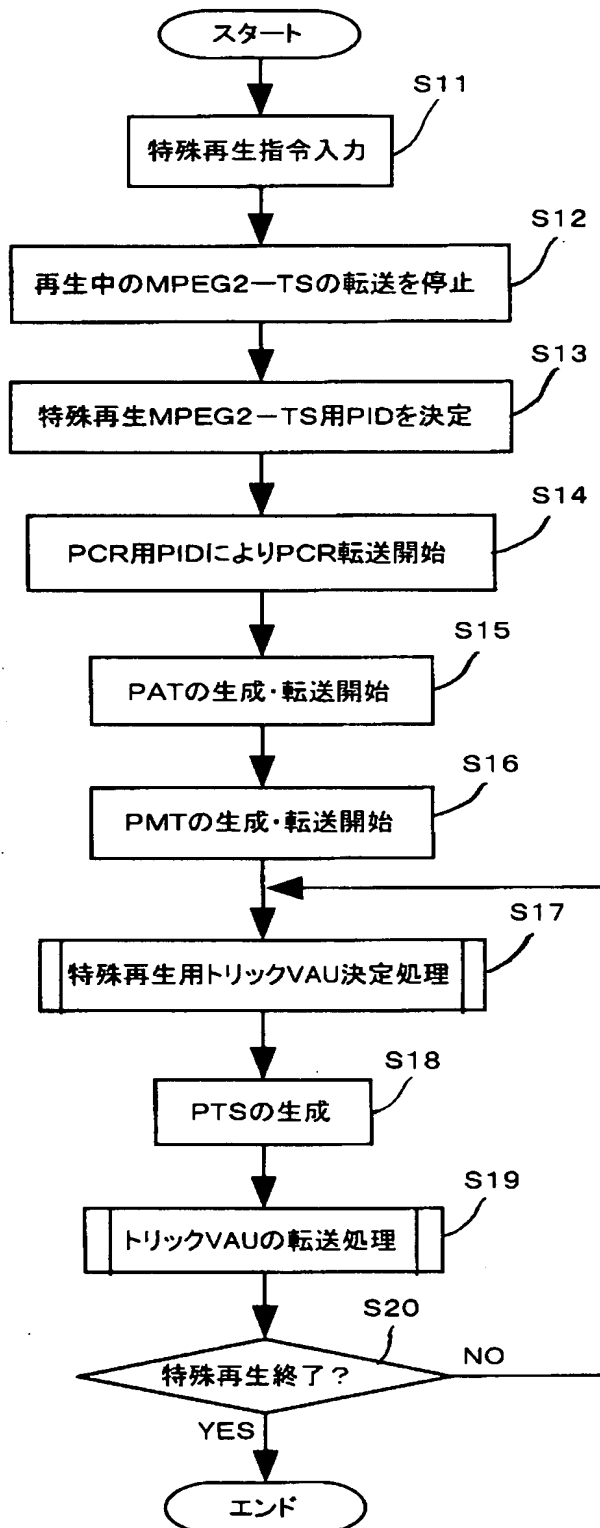 スタート
S11
特殊再生指令入力
S12
再生中のMPEG2－TSの転送を停止
S13
特殊再生MPEG2－TS用PIDを決定
S14
PCR用PIDによりPCR転送開始
S15
PATの生成・転送開始
S16
PMTの生成・転送開始
S17
特殊再生用トリックVAU決定処理
S18
PTSの生成
S19
トリックVAUの転送処理
S20
特殊再生終了？
NO
YES
エンド